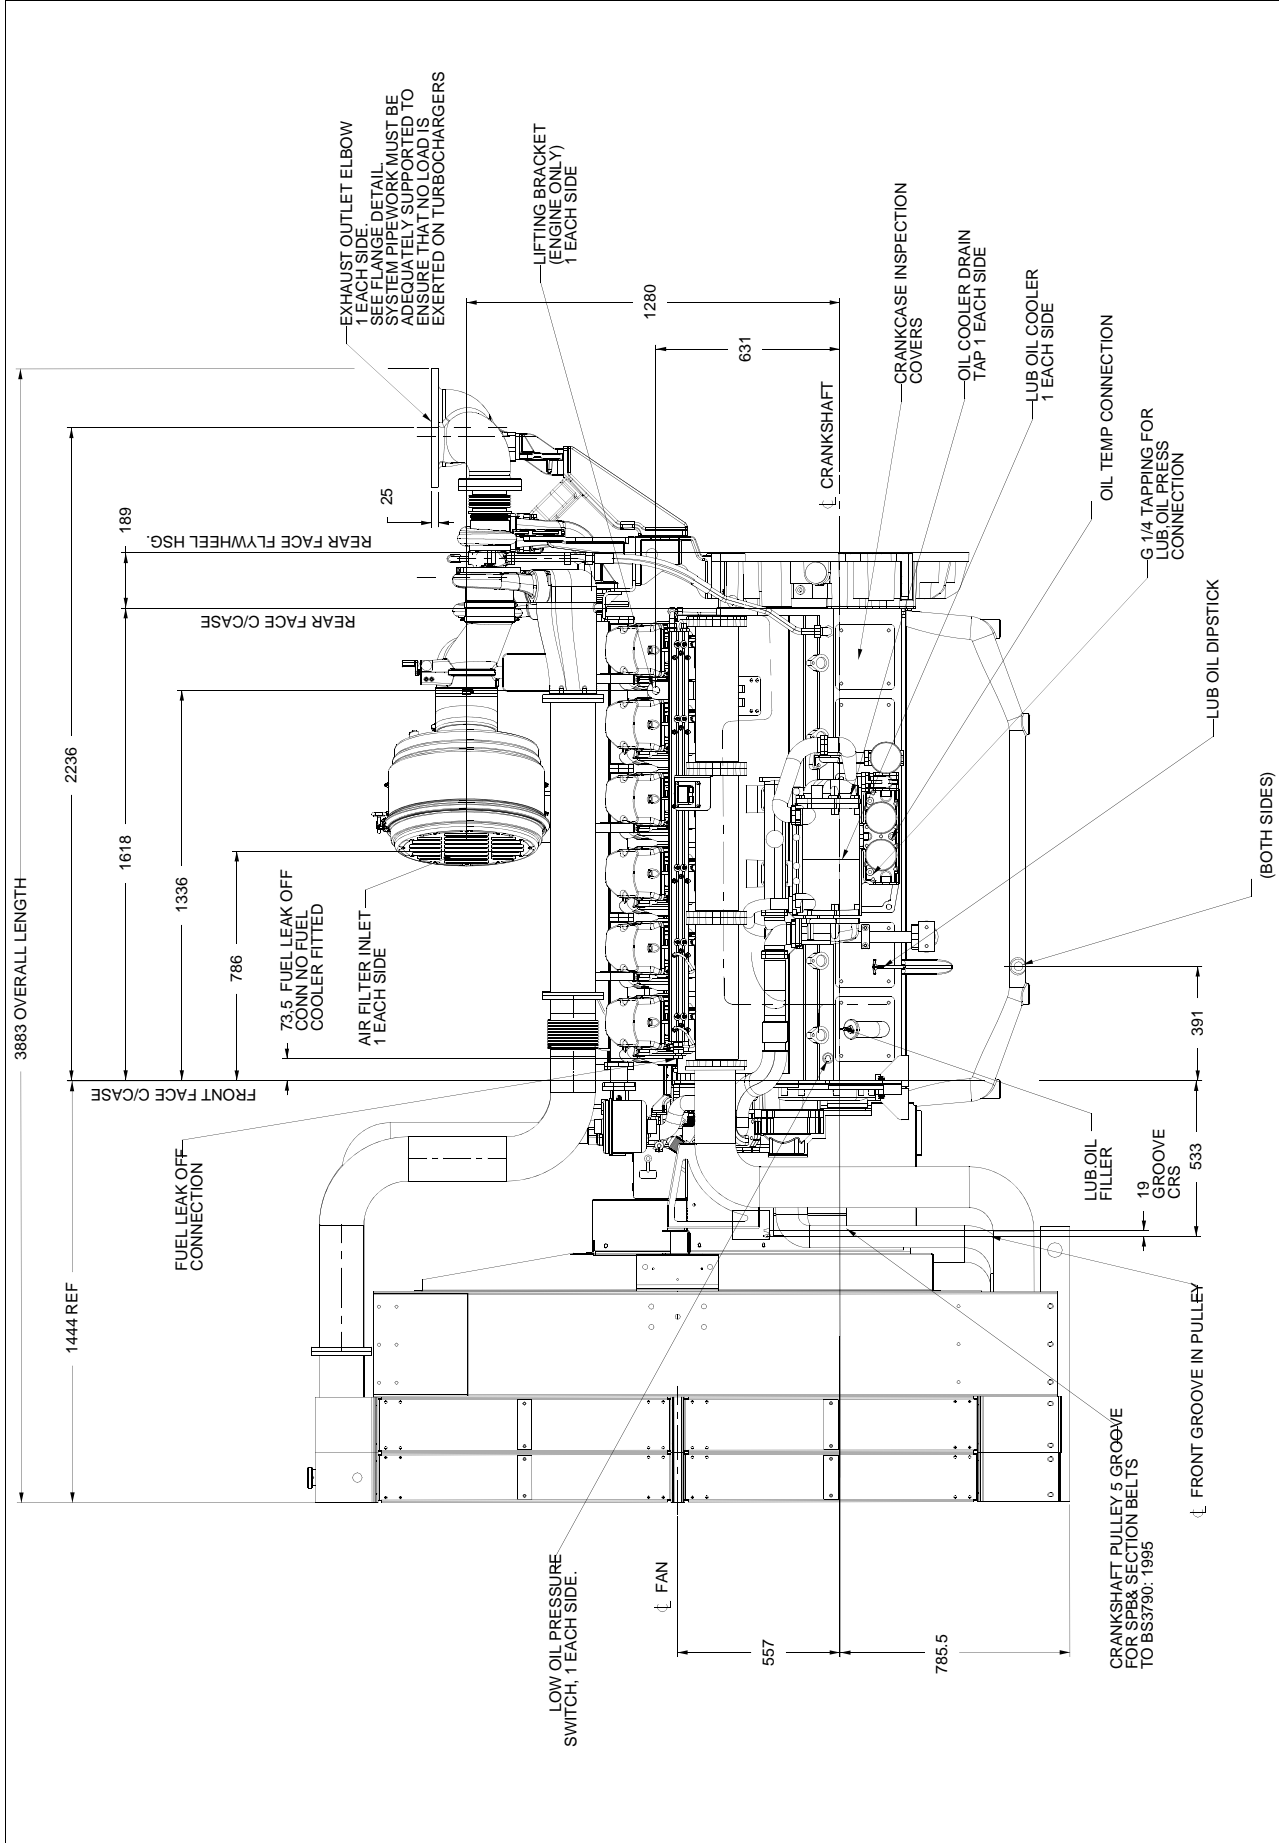 3883 OVERALL LENGTH
1444 REF
2236
1618
189
1336
786
25
73,5 FUEL LEAK OFF
CONN NO FUEL
COOLER FITTED
AIR FILTER INLET
1 EACH SIDE
FRONT FACE C/CASE
REAR FACE C/CASE
REAR FACE FLYWHEEL HSG.
FUEL LEAK OFF
CONNECTION
EXHAUST OUTLET ELBOW
1 EACH SIDE.
SEE FLANGE DETAIL.
SYSTEM PIPEWORK MUST BE
ADEQUATELY SUPPORTED TO
ENSURE THAT NO LOAD IS
EXERTED ON TURBOCHARGERS
LIFTING BRACKET
(ENGINE ONLY)
1 EACH SIDE
1280
631
℄ CRANKSHAFT
CRANKCASE INSPECTION
COVERS
OIL COOLER DRAIN
TAP 1 EACH SIDE
LUB OIL COOLER
1 EACH SIDE
OIL TEMP CONNECTION
G 1/4 TAPPING FOR
LUB,OIL PRESS
CONNECTION
LUB OIL DIPSTICK
(BOTH SIDES)
391
533
19
GROOVE
CRS
LUB.OIL
FILLER
℄ FRONT GROOVE IN PULLEY
CRANKSHAFT PULLEY 5 GROOVE
FOR SPB& SECTION BELTS
TO BS3790: 1995
LOW OIL PRESSURE
SWITCH, 1 EACH SIDE.
℄ FAN
557
785.5